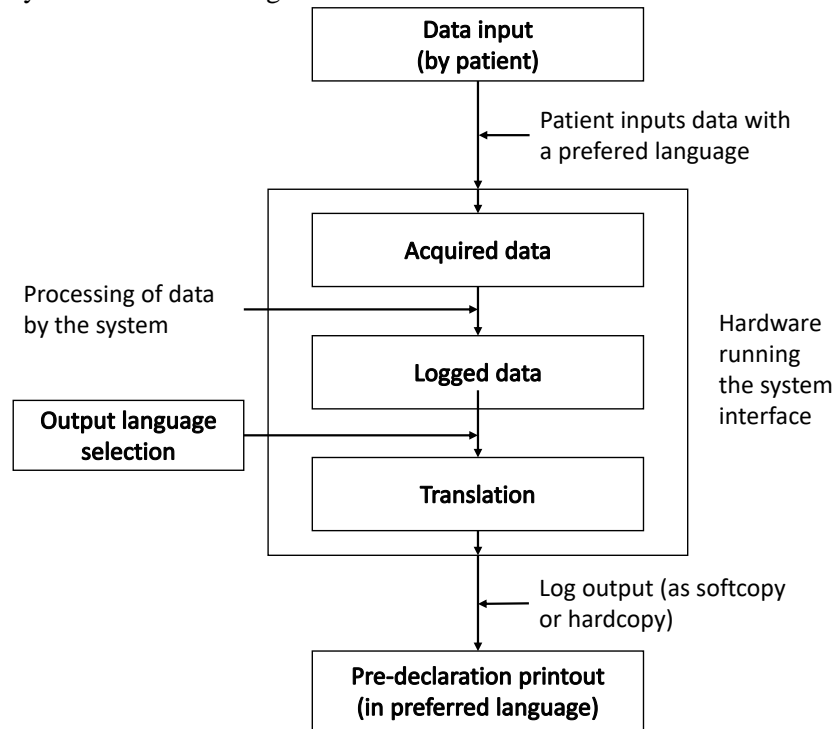 Data input
(by patient)
Patient inputs data with
a prefered language
Acquired data
Processing of data
by the system
Hardware
running
the system
interface
Logged data
Output language
selection
Translation
Log output (as softcopy
or hardcopy)
Pre-declaration printout
(in preferred language)